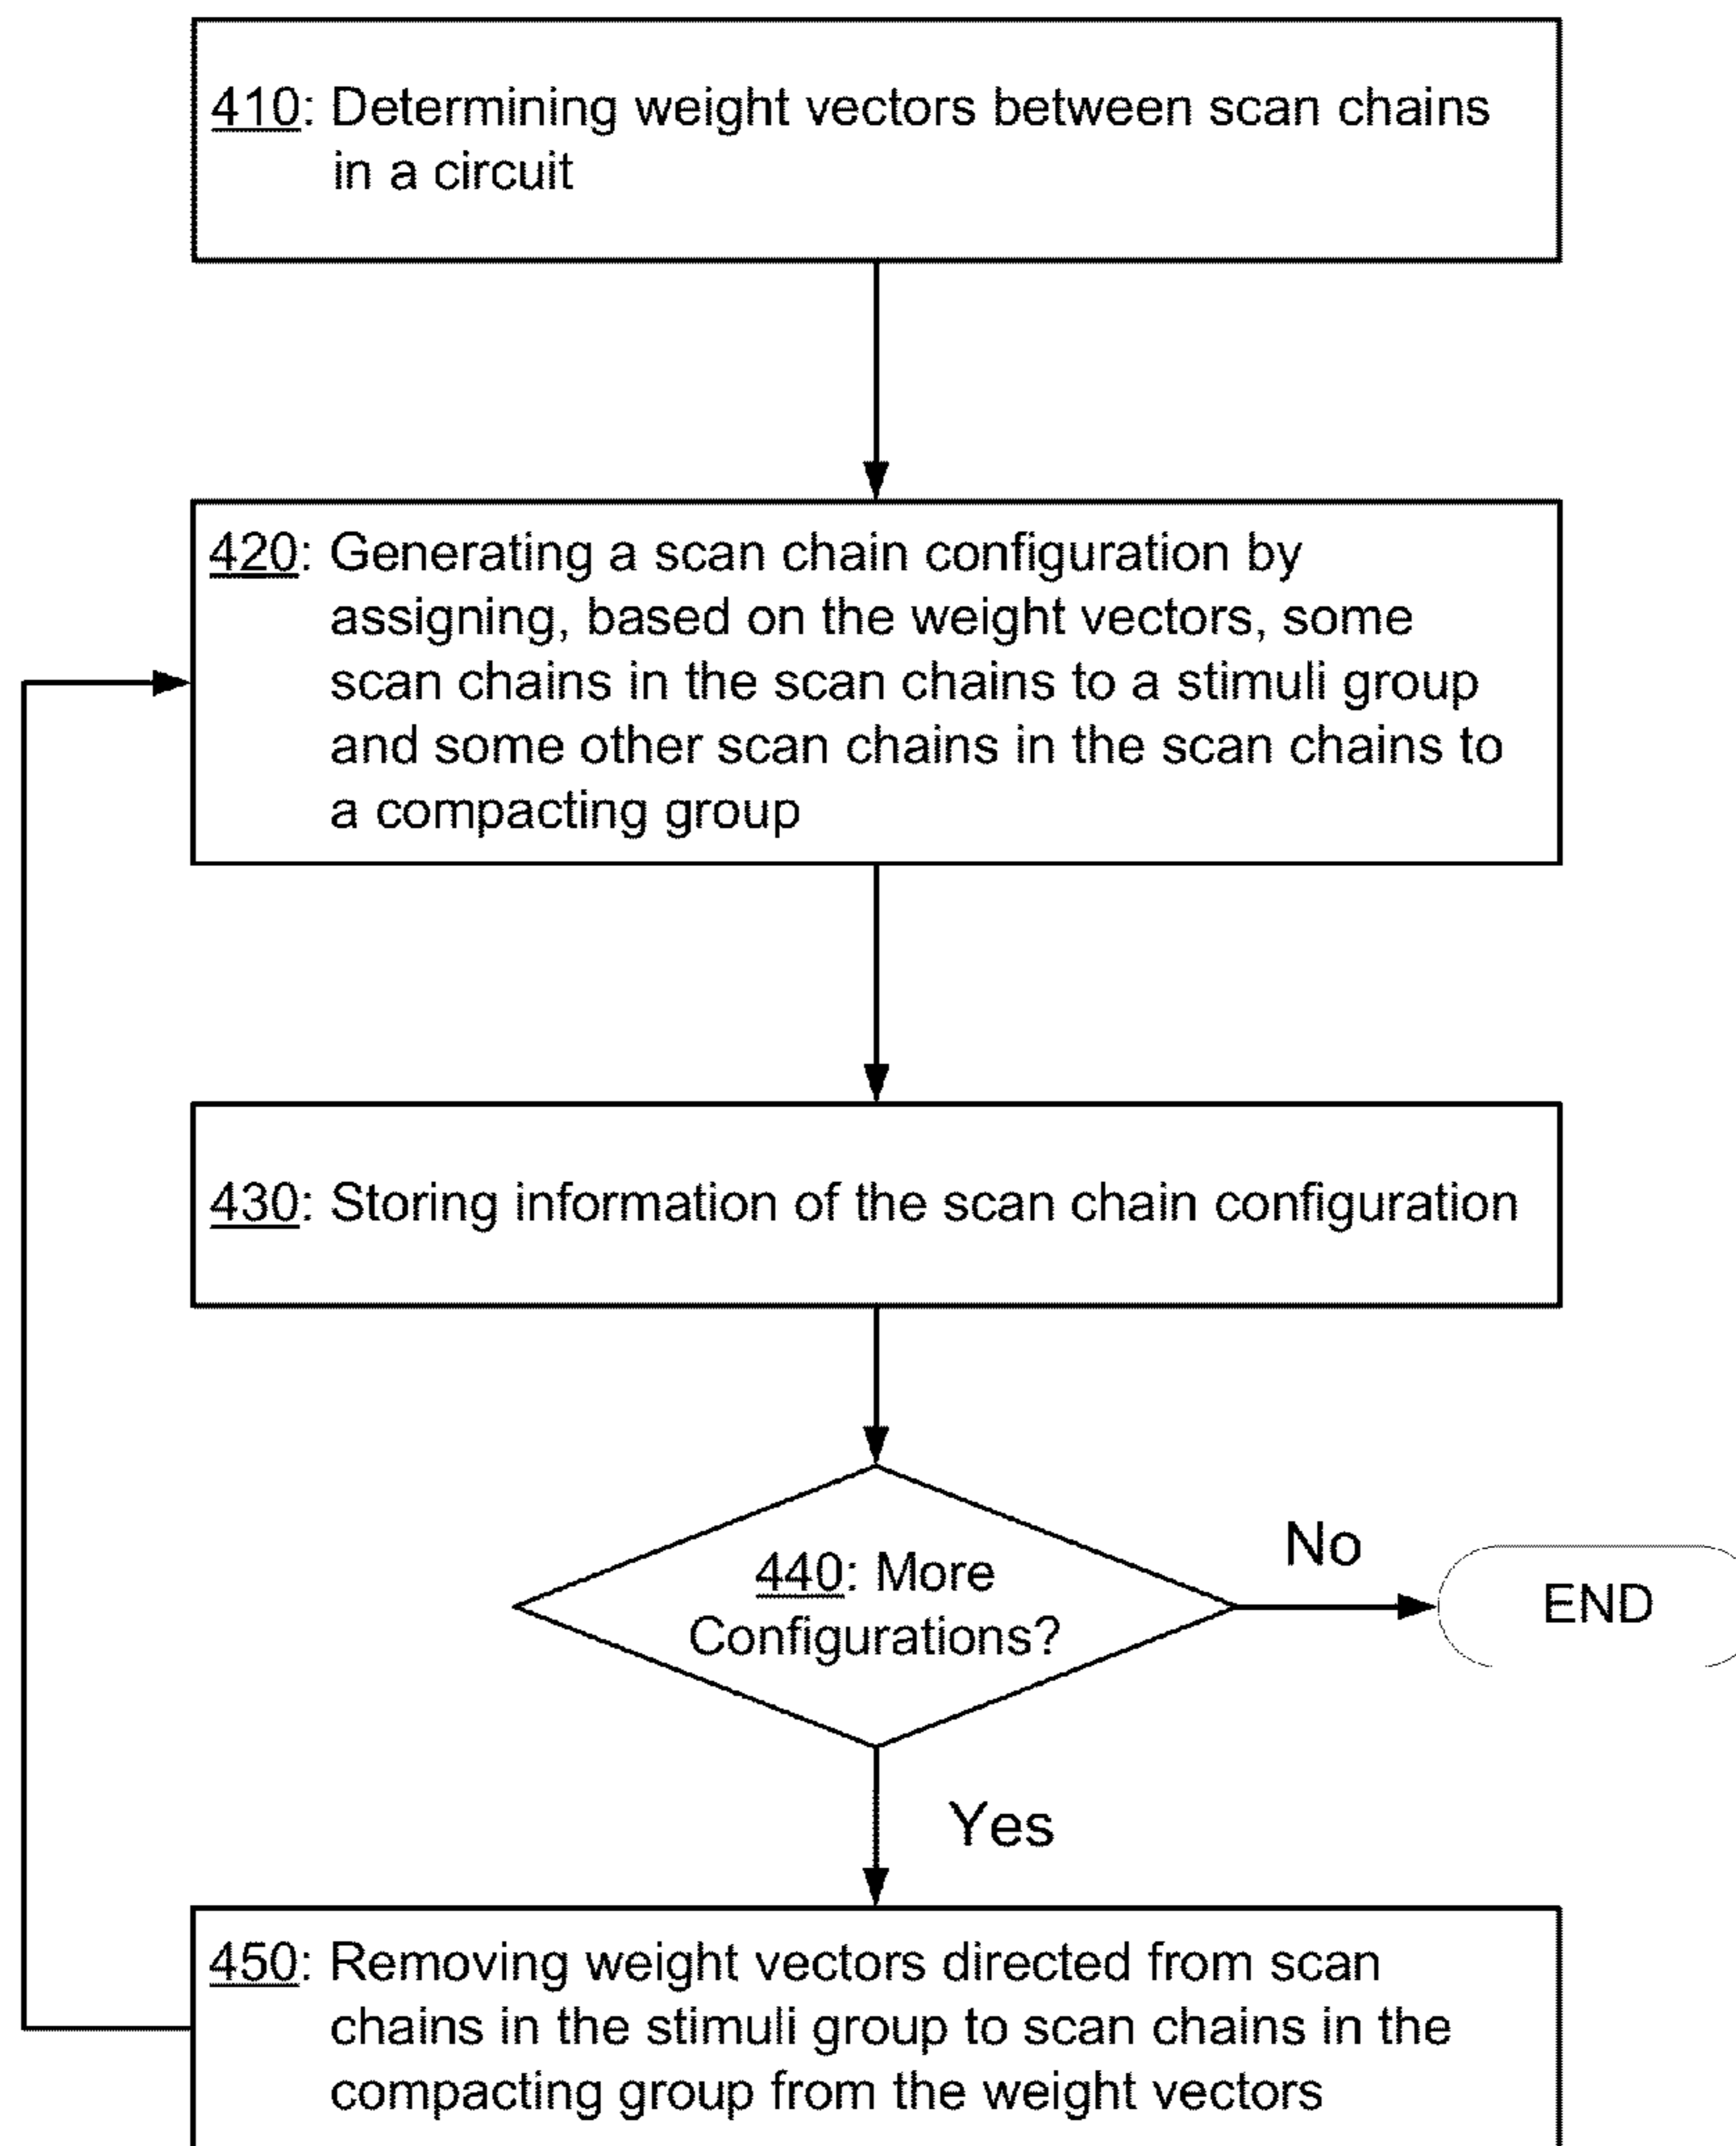 410: Determining weight vectors between scan chains
in a circuit
420: Generating a scan chain configuration by
assigning, based on the weight vectors, some
scan chains in the scan chains to a stimuli group
and some other scan chains in the scan chains to
a compacting group
430: Storing information of the scan chain configuration
440: More
Configurations?
No
END
Yes
450: Removing weight vectors directed from scan
chains in the stimuli group to scan chains in the
compacting group from the weight vectors